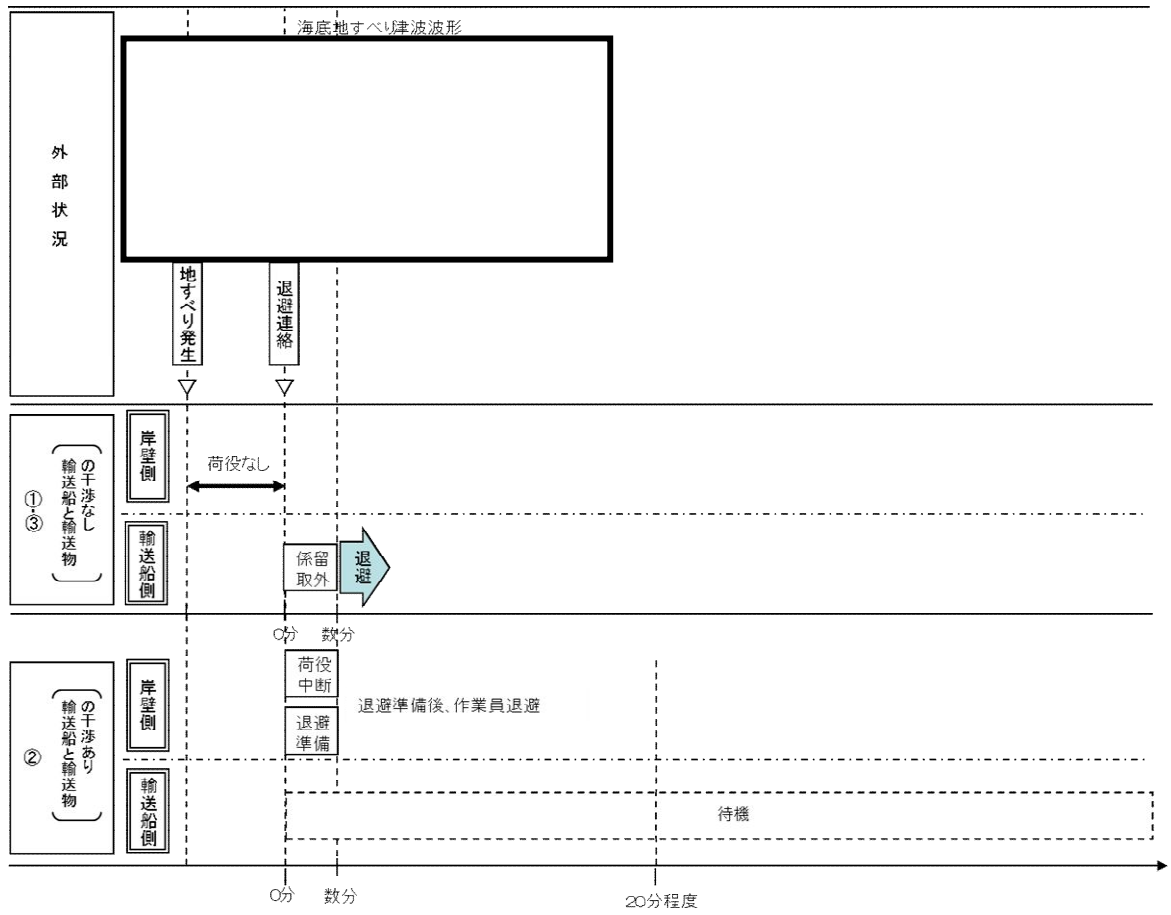 海底地すべり津波波形
外部状況
地すべり発生
退避連絡
①・③
輸送船と輸送物
の干渉なし
岸壁側
荷役なし
輸送船側
係留
取外
退避
0分
数分
②
輸送船と輸送物
の干渉あり
岸壁側
荷役
中断
退避
準備
退避準備後、作業員退避
輸送船側
待機
0分
数分
20分程度